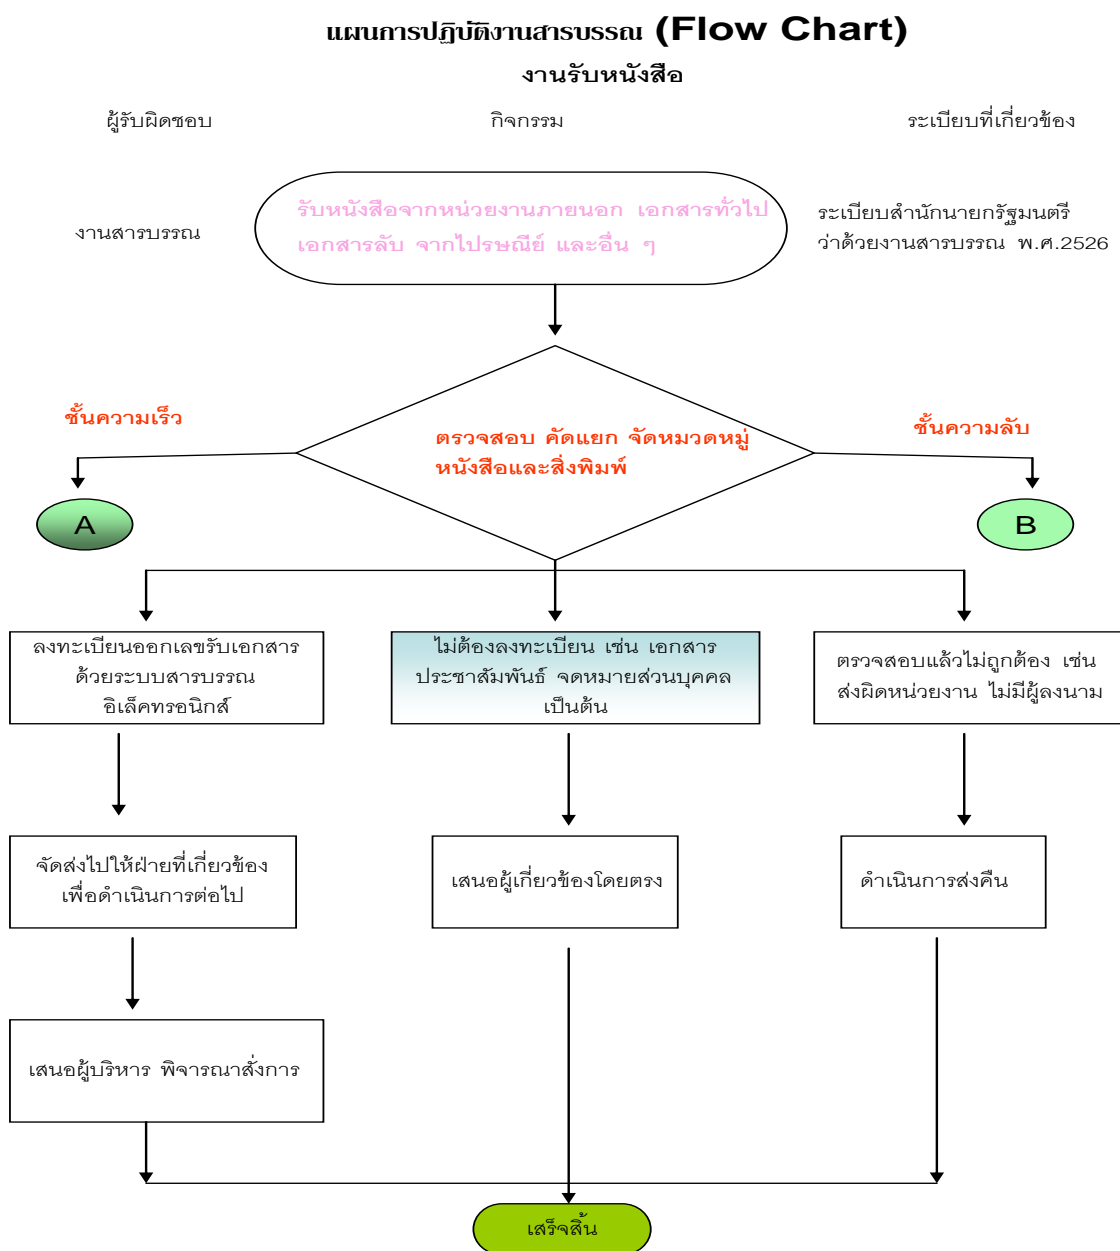 แผนการปฏิบัติงานสารบรรณ (Flow Chart)
งานรับหนังสือ
ผู้รับผิดชอบ
กิจกรรม
ระเบียบที่เกี่ยวข้อง
งานสารบรรณ
รับหนังสือจากหน่วยงานภายนอก เอกสารทั่วไป
เอกสารลับ จากไปรษณีย์ และอื่น ๆ
ระเบียบสำนักนายกรัฐมนตรี
ว่าด้วยงานสารบรรณ พ.ศ.2526
ชั้นความเร็ว
ตรวจสอบ คัดแยก จัดหมวดหมู่
หนังสือและสิ่งพิมพ์
ชั้นความลับ
A
B
ลงทะเบียนออกเลขรับเอกสาร
ด้วยระบบสารบรรณ
อิเล็คทรอนิกส์
ไม่ต้องลงทะเบียน เช่น เอกสาร
ประชาสัมพันธ์ จดหมายส่วนบุคคล
เป็นต้น
ตรวจสอบแล้วไม่ถูกต้อง เช่น
ส่งผิดหน่วยงาน ไม่มีผู้ลงนาม
จัดส่งไปให้ฝ่ายที่เกี่ยวข้อง
เพื่อดำเนินการต่อไป
เสนอผู้เกี่ยวข้องโดยตรง
ดำเนินการส่งคืน
เสนอผู้บริหาร พิจารณาสั่งการ
เสร็จสิ้น